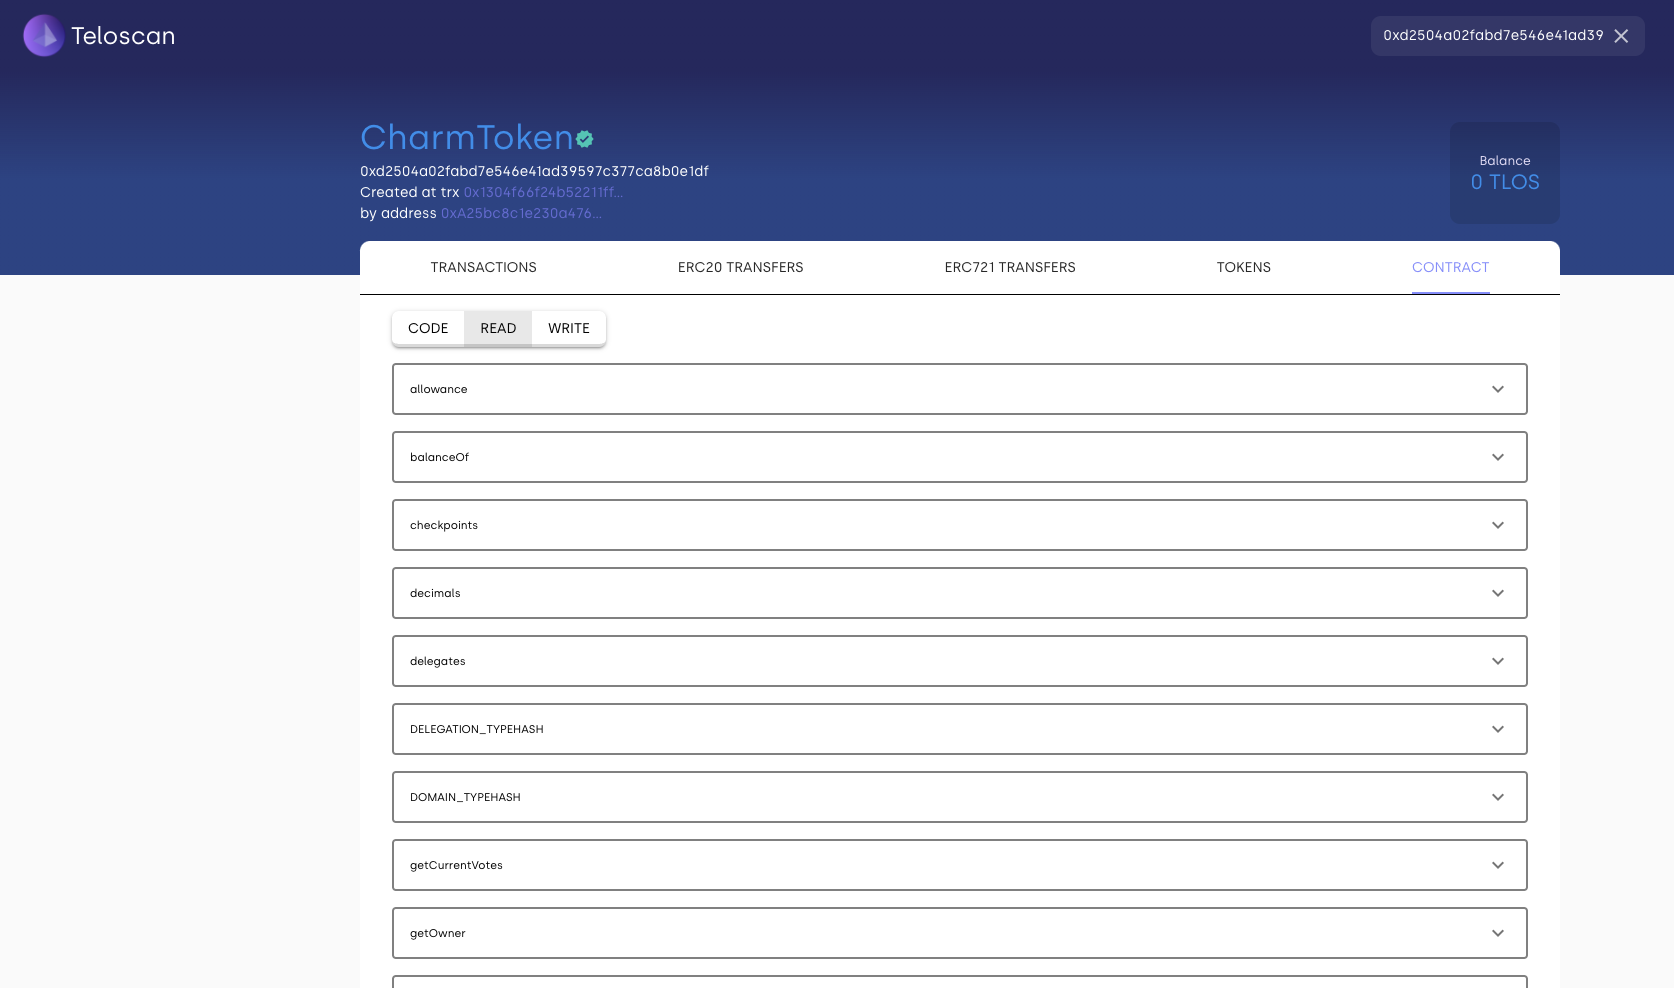 Teloscan
0xd2504a02fabd7e546e41ad39
CharmToken
0xd2504a02fabd7e546e41ad39597c377ca8b0e1df
Created at trx 0x1304f66f24b52211ff...
by address 0xA25bc8c1e230a476...
Balance
0 TLOS
TRANSACTIONS ERC20 TRANSFERS ERC721 TRANSFERS TOKENS CONTRACT
CODE READ WRITE
allowance
balanceOf
checkpoints
decimals
delegates
DELEGATION_TYPEHASH
DOMAIN_TYPEHASH
getCurrentVotes
getOwner